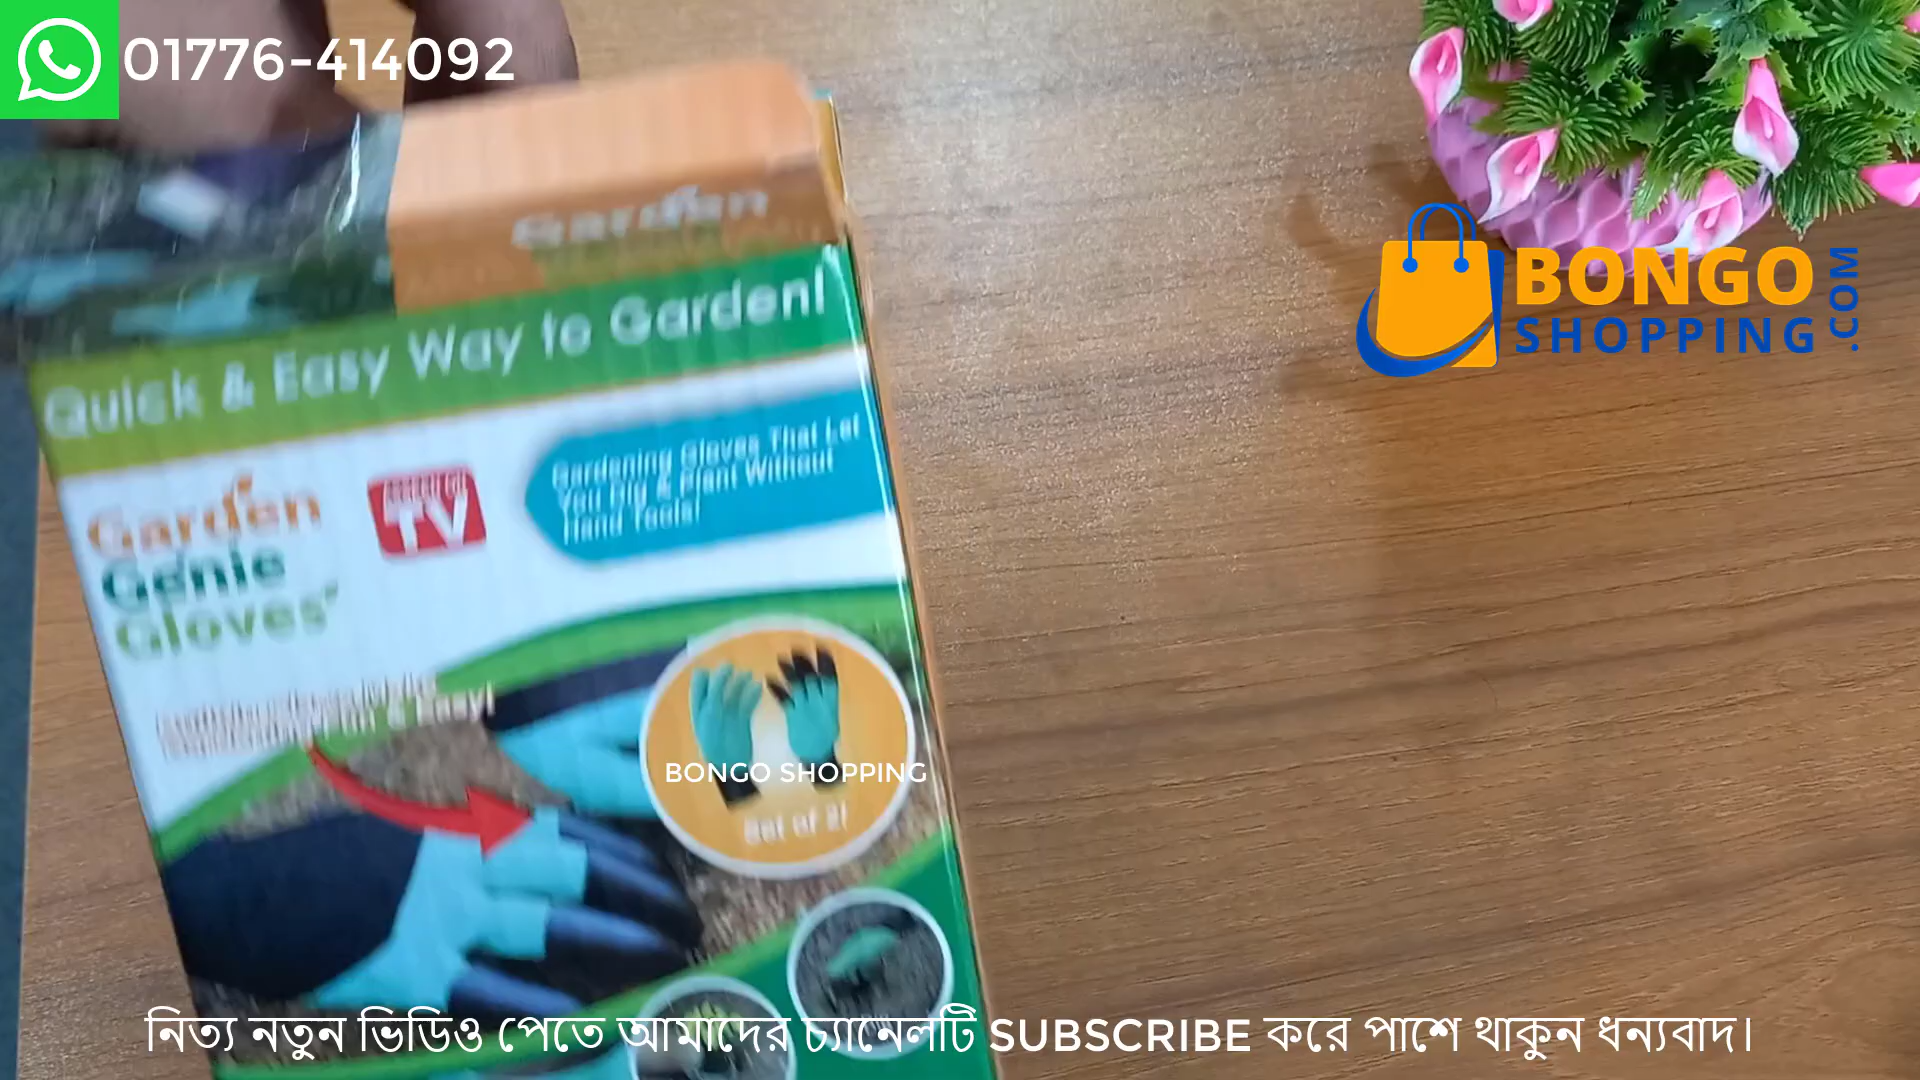 01776-414092
Garden
Quick & Easy Way to Garden!
Garden
Genie
Gloves
TV
Gardening Gloves That Let
You Dig & Plant Without
Hand Tools!
& Easy!
BONGO SHOPPING
Set of 2!
BONGO
SHOPPING
.COM
নিত্য নতুন ভিডিও পেতে আমাদের চ্যানেলটি SUBSCRIBE করে পাশে থাকুন ধন্যবাদ।